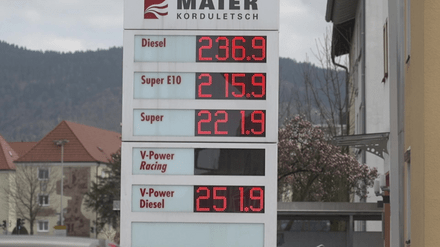 MAIER
KORDULETSCH
Diesel 236.9
Super E10 215.9
Super 221.9
V-Power
Racing
V-Power
Diesel 251.9